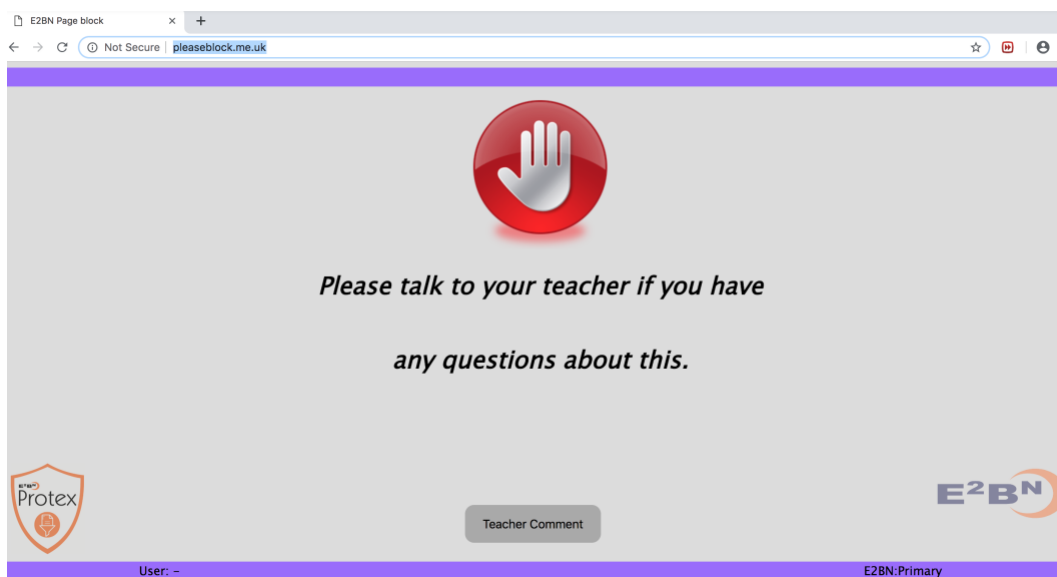 E2BN Page block
Not Secure | pleaseblock.me.uk
Please talk to your teacher if you have
any questions about this.
E²BN
Protex
E²BN
Teacher Comment
User: –
E2BN:Primary